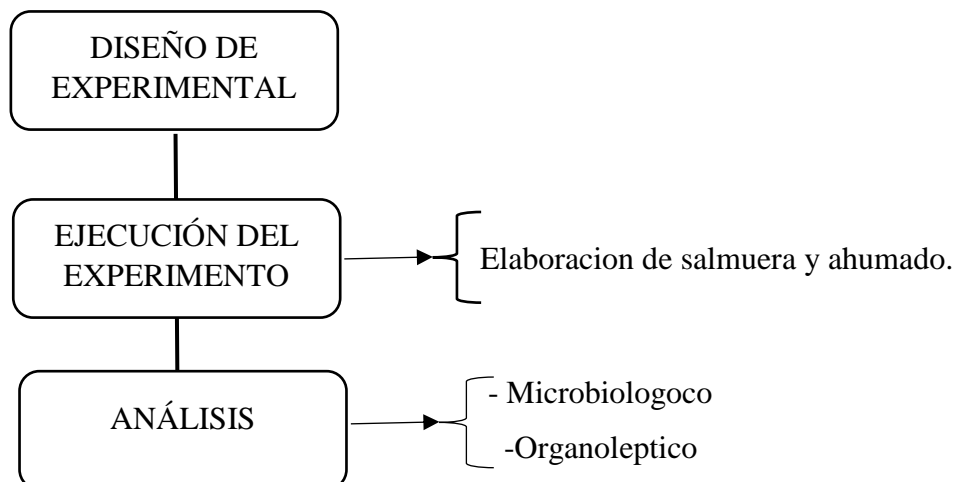 DISEÑO DE
EXPERIMENTAL
EJECUCIÓN DEL
EXPERIMENTO
Elaboracion de salmuera y ahumado.
ANÁLISIS
- Microbiologoco
-Organoleptico